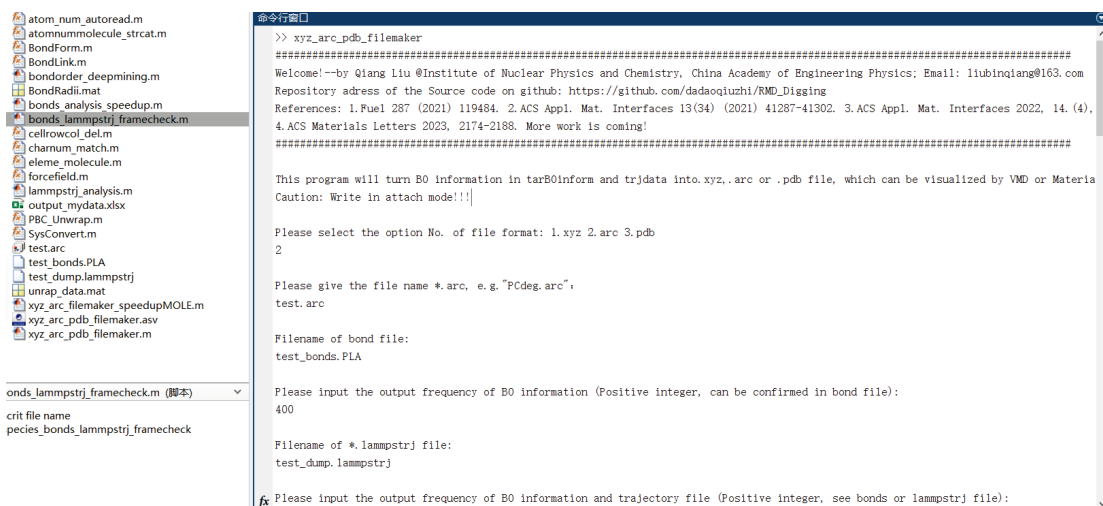 atom_num_autoread.m
atomnummolecule_strcat.m
BondForm.m
BondLink.m
bondorder_deepmining.m
BondRadii.mat
bonds_analysis_speedup.m
bonds_lammpstrj_framecheck.m
cellrowcol_del.m
charnum_match.m
eleme_molecule.m
forcefield.m
lammpstrj_analysis.m
output_mydata.xlsx
PBC_Unwrap.m
SysConvert.m
test.arc
test_bonds.PLA
test_dump.lammpstrj
unrap_data.mat
xyz_arc_filemaker_speedupMOLE.m
xyz_arc_pdb_filemaker.asv
xyz_arc_pdb_filemaker.m
onds_lammpstrj_framecheck.m (脚本)
crit file name
pecies_bonds_lammpstrj_framecheck
命令行窗口
>> xyz_arc_pdb_filemaker
Welcome!--by Qiang Liu @Institute of Nuclear Physics and Chemistry, China Academy of Engineering Physics; Email: liubinqiang@163.com
Repository adress of the Source code on github: https://github.com/dadaoqiuzhi/RMD_Digging
References: 1.Fuel 287 (2021) 119484. 2.ACS Appl. Mat. Interfaces 13(34) (2021) 41287-41302. 3.ACS Appl. Mat. Interfaces 2022, 14.(4),
4.ACS Materials Letters 2023, 2174-2188. More work is coming!
This program will turn BO information in tarBOinform and trjdata into.xyz,.arc or .pdb file, which can be visualized by VMD or Materia
Caution: Write in attach mode!!!
Please select the option No. of file format: 1.xyz 2.arc 3.pdb
2
Please give the file name *.arc, e.g."PCdeg.arc":
test.arc
Filename of bond file:
test_bonds.PLA
Please input the output frequency of BO information (Positive integer, can be confirmed in bond file):
400
Filename of *.lammpstrj file:
test_dump.lammpstrj
fx Please input the output frequency of BO information and trajectory file (Positive integer, see bonds or lammpstrj file):